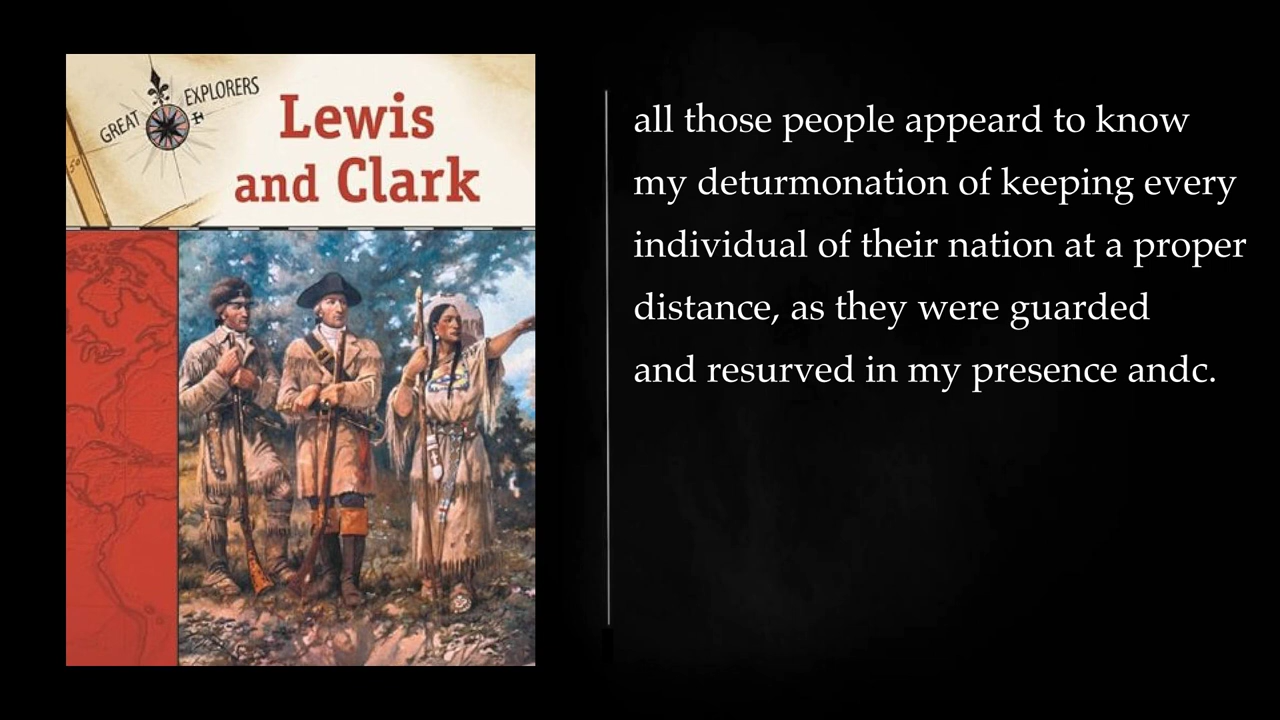 GREAT EXPLORERS
Lewis
and Clark
50
all those people appeard to know
my deturmonation of keeping every
individual of their nation at a proper
distance, as they were guarded
and resurved in my presence andc.